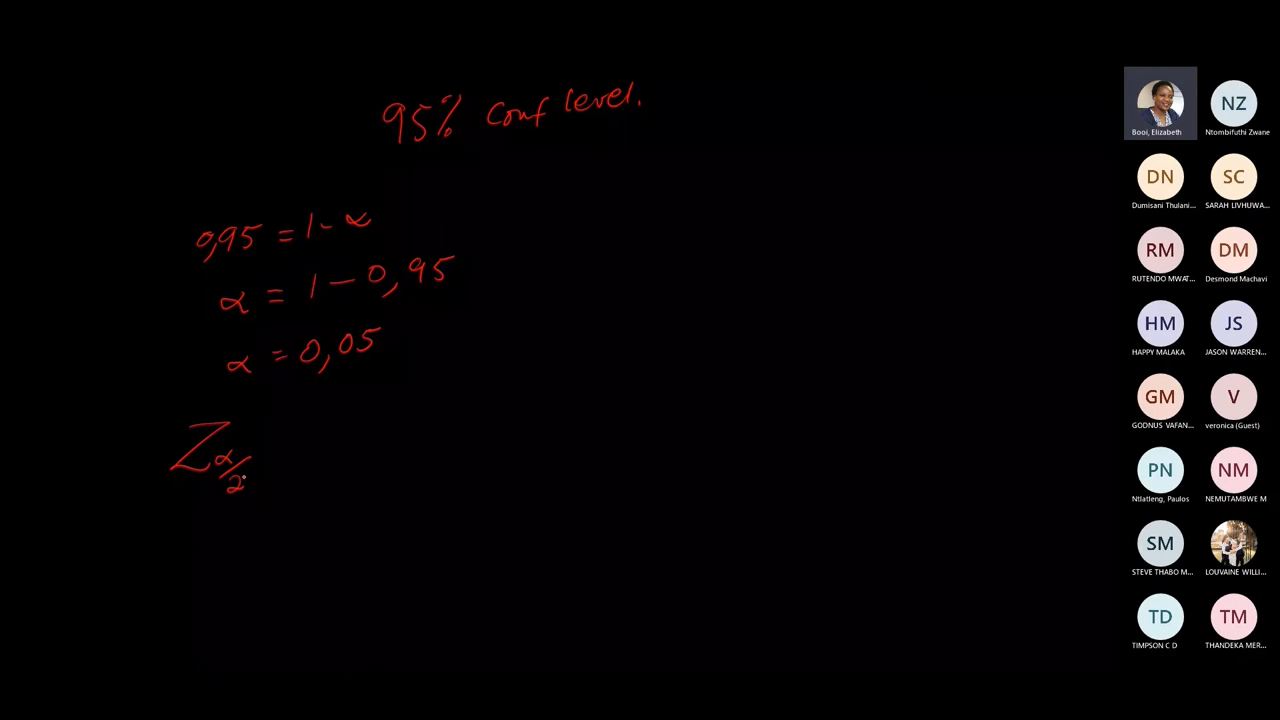 95% conf level.
0,95 = 1 - α
α = 1 - 0,95
α = 0,05
Z α/2
Booi, Elizabeth
NZ
Ntombifuthi Zwane
DN
Dumisani Thulani...
SC
SARAH LIVHUWA...
RM
RUTENDO MWAT...
DM
Desmond Machavi
HM
HAPPY MALAKA
JS
JASON WARREN...
GM
GODNUS VAFAN...
V
veronica (Guest)
PN
Ntlatleng, Paulos
NM
NEMUTAMBWE M
SM
STEVE THABO M...
LOUVAINE WILLI...
TD
TIMPSON C D
TM
THANDEKA MER...